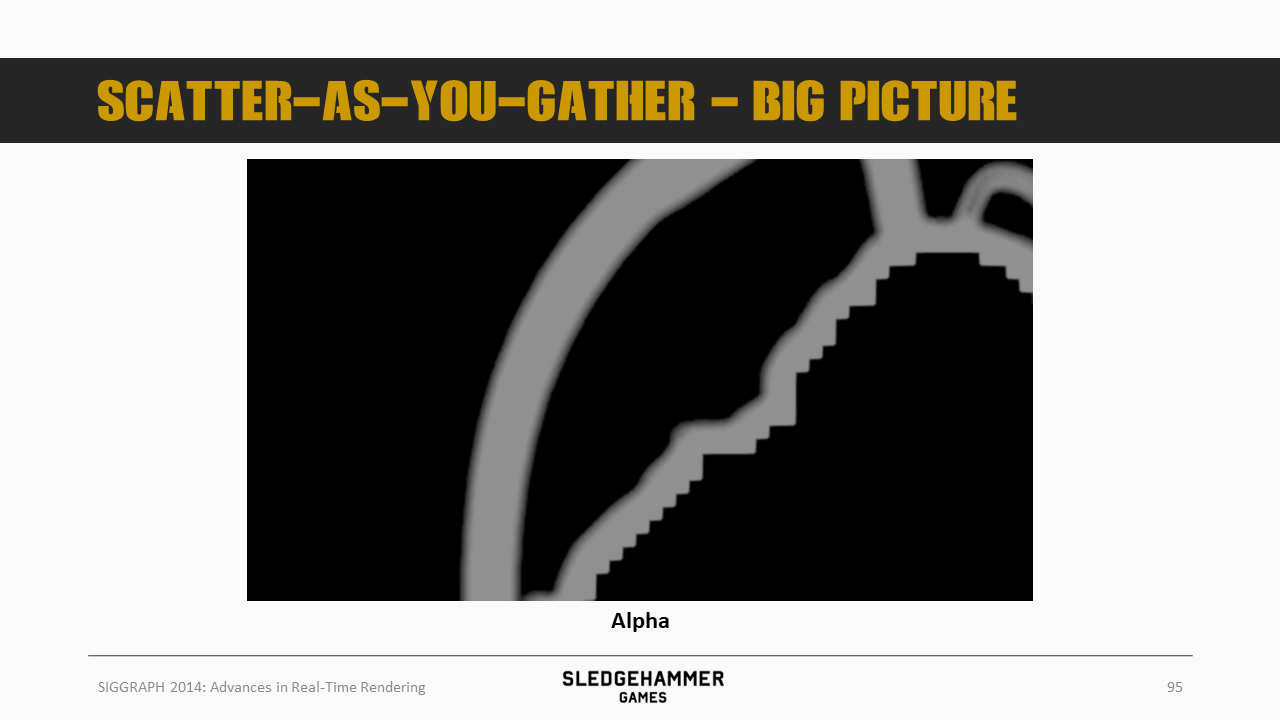 SCATTER-AS-YOU-GATHER - BIG PICTURE
Alpha
SIGGRAPH 2014: Advances in Real-Time Rendering
SLEDGEHAMMER
GAMES
95